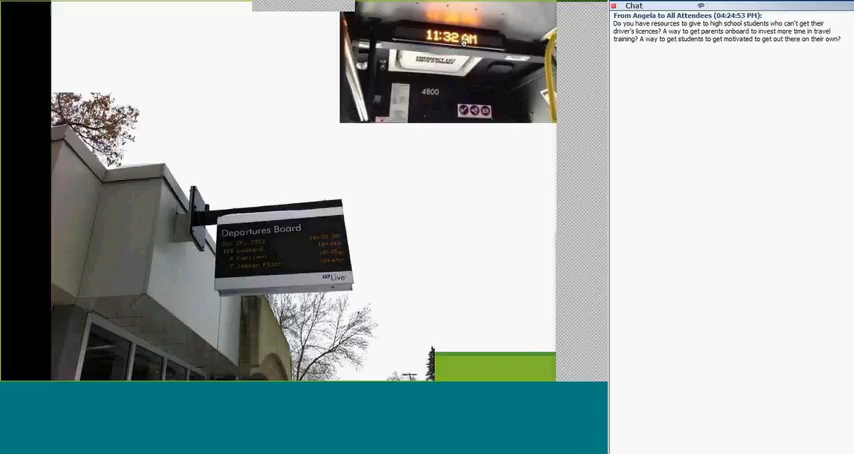 11:32 AM
4800
Departures Board
Live
Chat
From Angela to All Attendees (04:24:53 PM):
Do you have resources to give to high school students who can't get their
driver's licences? A way to get parents onboard to invest more time in travel
training? A way to get students to get motivated to get out there on their own?